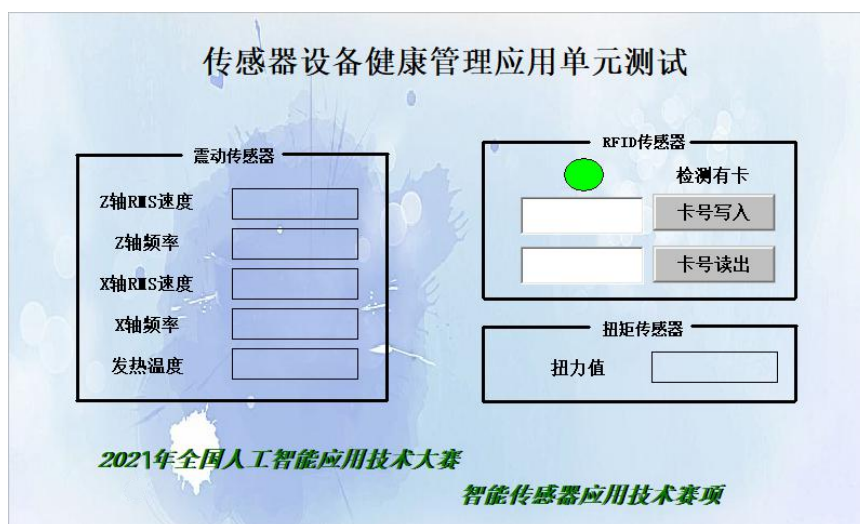 传感器设备健康管理应用单元测试
震动传感器
Z轴RMS速度
Z轴频率
X轴RMS速度
X轴频率
发热温度
RFID传感器
检测有卡
卡号写入
卡号读出
扭矩传感器
扭力值
2021年全国人工智能应用技术大赛
智能传感器应用技术赛项